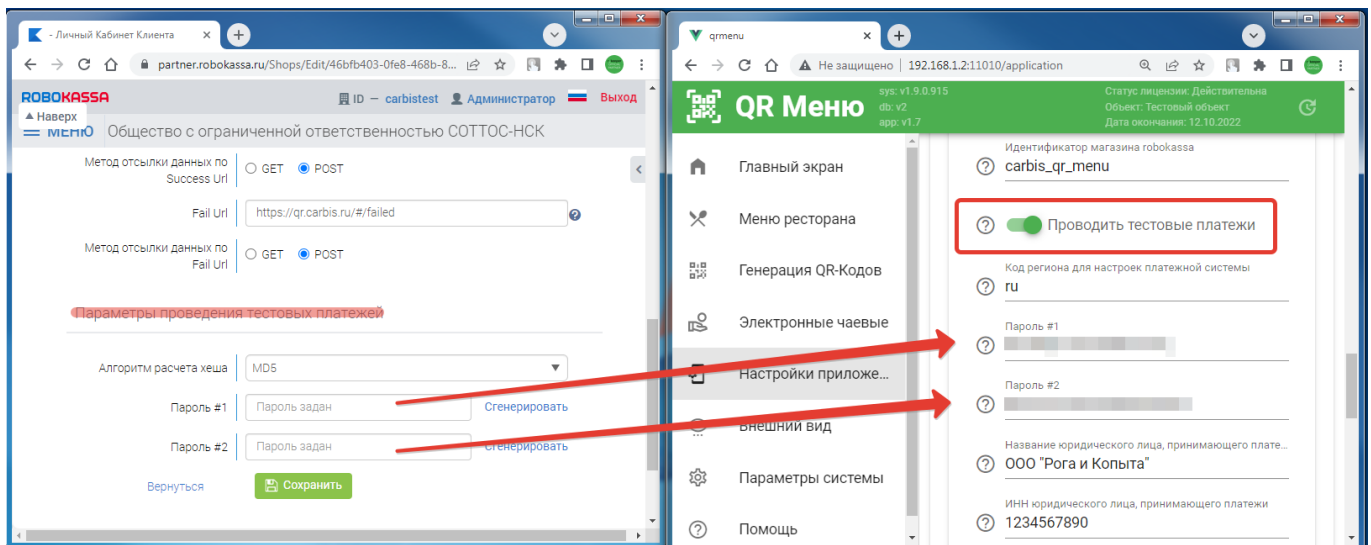 - Личный Кабинет Клиента
partner.robokassa.ru/Shops/Edit/46bfb403-0fe8-468b-8...
ROBOKASSA
ID — carbistest
Администратор
Выход
Наверх
МЕНЮ
Общество с ограниченной ответственностью СОТТОС-НСК
Метод отсылки данных по
Success Url
GET
POST
Fail Url
https://qr.carbis.ru/#/failed
Метод отсылки данных по
Fail Url
GET
POST
Параметры проведения тестовых платежей
Алгоритм расчета хеша
MD5
Пароль #1
Пароль задан
Сгенерировать
Пароль #2
Пароль задан
Сгенерировать
Вернуться
Сохранить
qrmenu
Не защищено
192.168.1.2:11010/application
QR Меню
sys: v1.9.0.915
db: v2
app: v1.7
Статус лицензии: Действительна
Объект: Тестовый объект
Дата окончания: 12.10.2022
Главный экран
Меню ресторана
Генерация QR-Кодов
Электронные чаевые
Настройки приложе...
Внешний вид
Параметры системы
Помощь
Идентификатор магазина robokassa
carbis_qr_menu
Проводить тестовые платежи
Код региона для настроек платежной системы
ru
Пароль #1
Пароль #2
Название юридического лица, принимающего плате...
ООО "Рога и Копыта"
ИНН юридического лица, принимающего платежи
1234567890